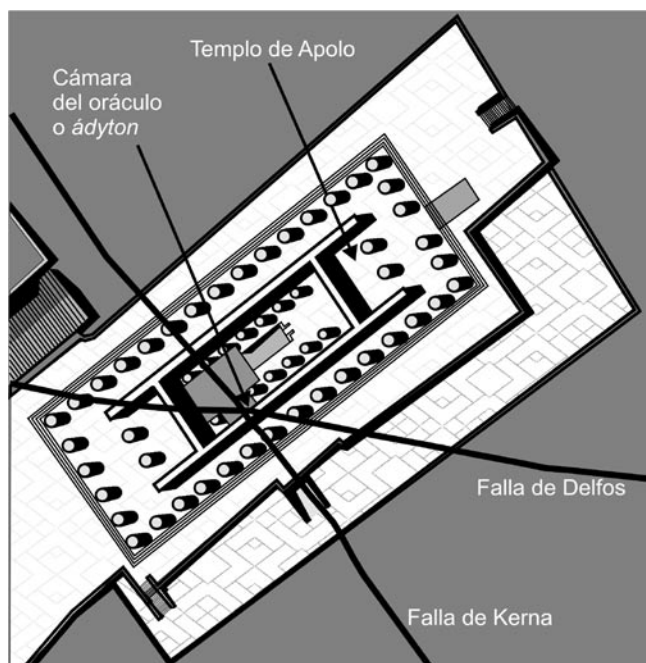 Templo de Apolo
Cámara
del oráculo
o ádyton
Falla de Delfos
Falla de Kerna